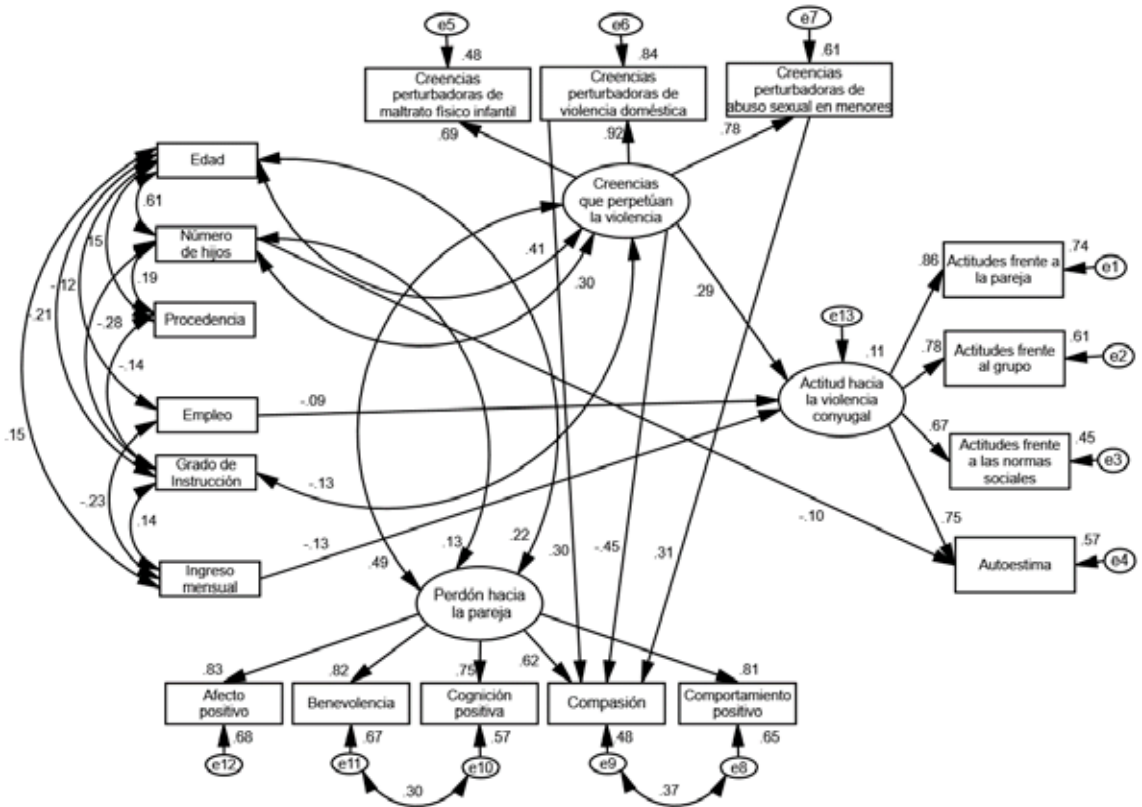 e5
e6
e7
.48
.84
.61
Creencias
perturbadoras de
maltrato físico infantil
Creencias
perturbadoras de
violencia doméstica
Creencias
perturbadoras de
abuso sexual en menores
.69
.92
.78
Creencias
que perpetúan
la violencia
Edad
.61
Número
de hijos
.15
.19
-.12
-.21
-.28
Procedencia
-.14
Empleo
-.09
.15
Grado de
Instrucción
-.13
-.23
.14
-.13
Ingreso
mensual
.41
.30
.29
e13
.11
Actitud hacia
la violencia
conyugal
.86
.74
Actitudes frente a
la pareja
e1
.78
.61
Actitudes frente
al grupo
e2
.67
.45
Actitudes frente
a las normas
sociales
e3
-.10
.75
.57
Autoestima
e4
.49
.13
.22
.30
-.45
.31
Perdón hacia
la pareja
.83
.82
.75
.62
.81
Afecto
positivo
Benevolencia
Cognición
positiva
Compasión
Comportamiento
positivo
.68
.67
.57
.48
.65
e12
e11
e10
e9
e8
.30
.37